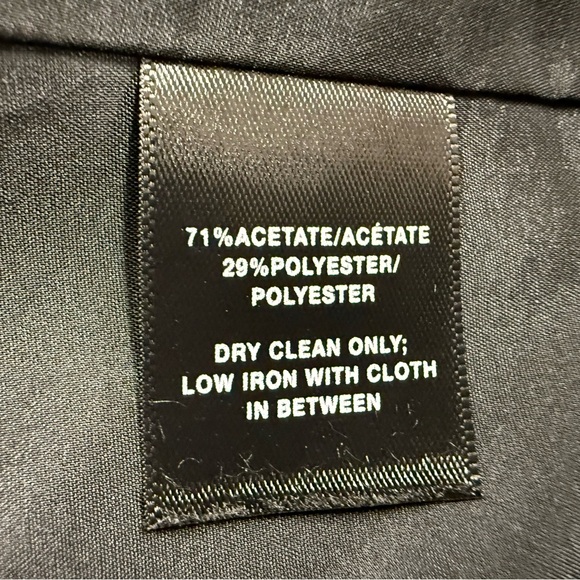 71%ACETATE/ACÉTATE
29%POLYESTER/
POLYESTER
DRY CLEAN ONLY;
LOW IRON WITH CLOTH
IN BETWEEN